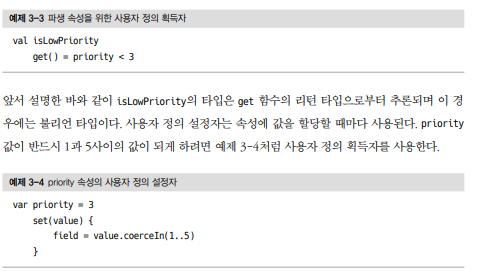 예제 3-3 파생 속성을 위한 사용자 정의 획득자
val isLowPriority
    get() = priority < 3
앞서 설명한 바와 같이 isLowPriority의 타입은 get 함수의 리턴 타입으로부터 추론되며 이 경
우에는 불리언 타입이다. 사용자 정의 설정자는 속성에 값을 할당할 때마다 사용된다. priority
값이 반드시 1과 5사이의 값이 되게 하려면 예제 3-4처럼 사용자 정의 획득자를 사용한다.
예제 3-4 priority 속성의 사용자 정의 설정자
var priority = 3
    set(value) {
        field = value.coerceIn(1..5)
    }